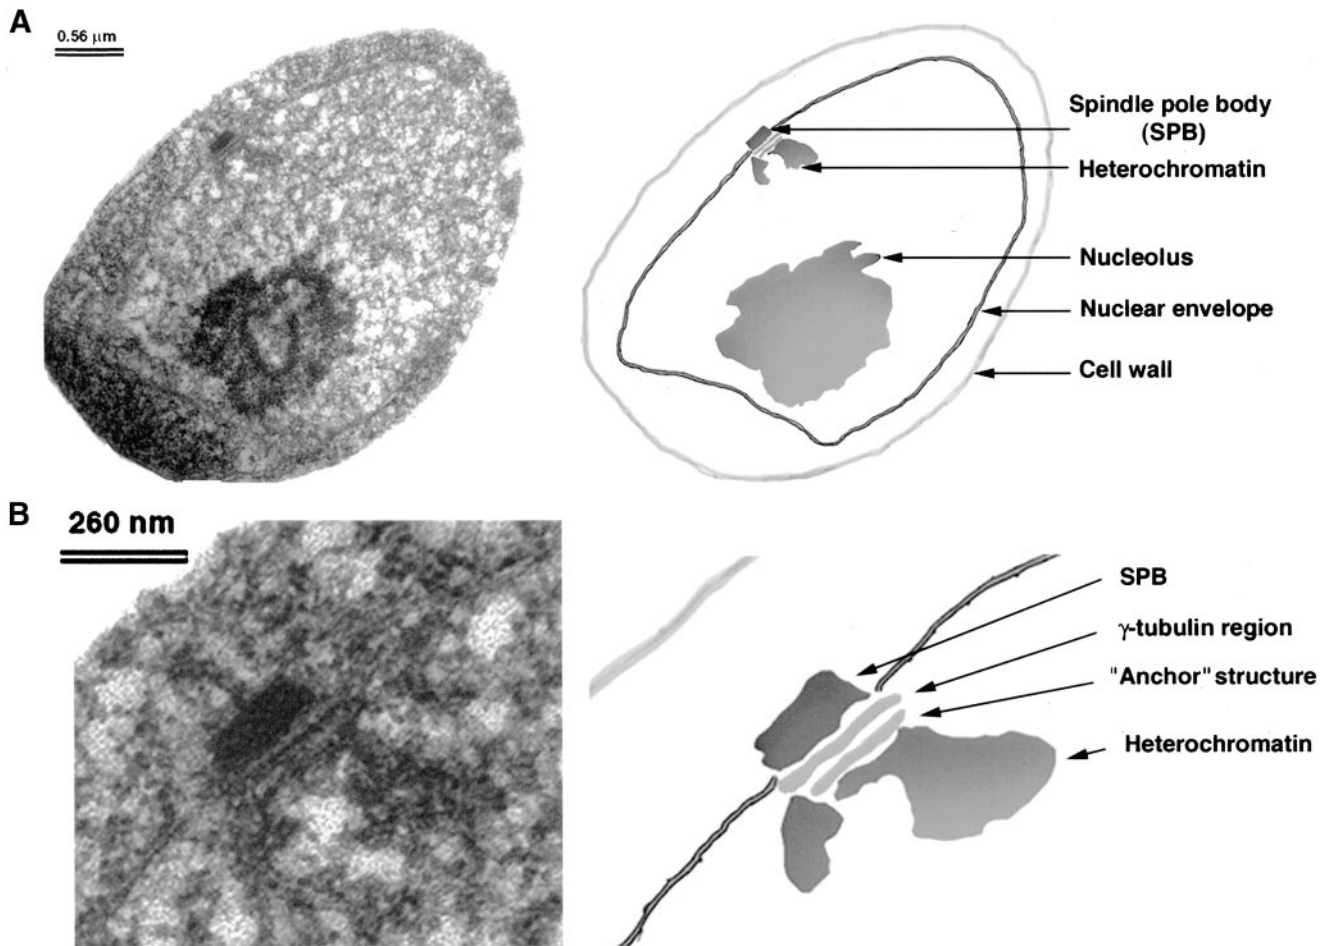 A
0.56 μm
Spindle pole body
(SPB)
Heterochromatin
Nucleolus
Nuclear envelope
Cell wall
B
260 nm
SPB
γ-tubulin region
"Anchor" structure
Heterochromatin